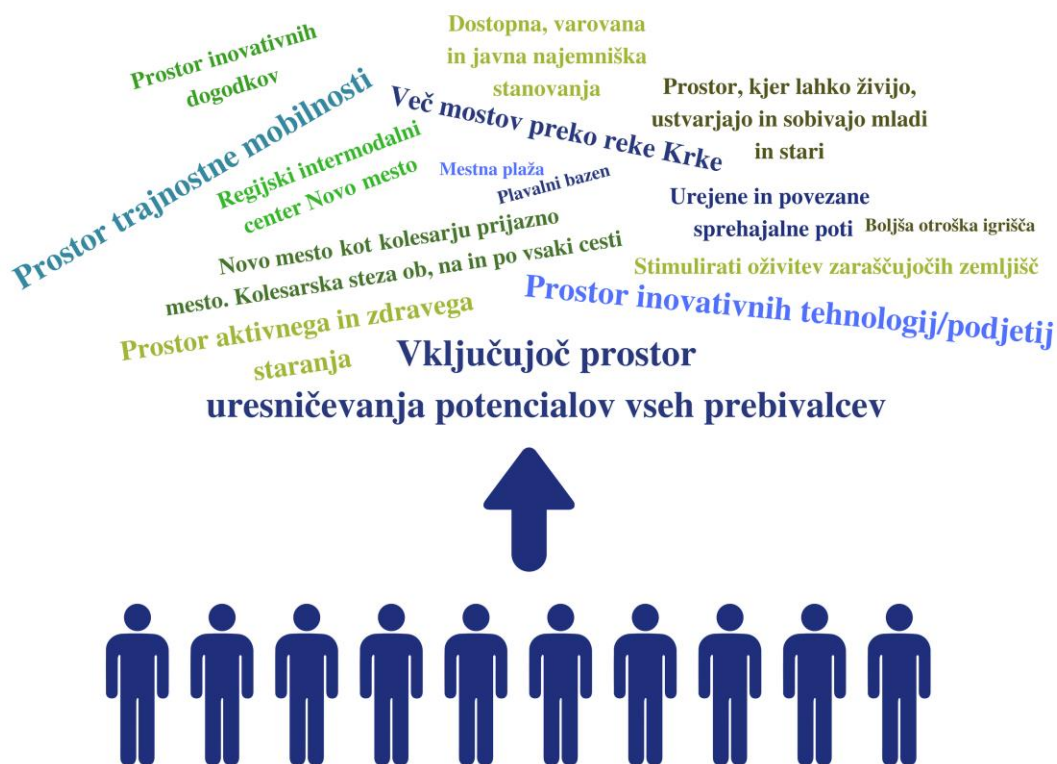 Prostor inovativnih
dogodkov
Dostopna, varovana
in javna najemniška
stanovanja
Prostor trajnostne mobilnosti
Več mostov preko reke Krke
Prostor, kjer lahko živijo,
ustvarjajo in sobivajo mladi
in stari
Regijski intermodalni
center Novo mesto
Mestna plaža
Plavalni bazen
Urejene in povezane
sprehajalne poti
Boljša otroška igrišča
Novo mesto kot kolesarju prijazno
mesto. Kolesarska steza ob, na in po vsaki cesti
Stimulirati oživitev zaraščujočih zemljišč
Prostor inovativnih tehnologij/podjetij
Prostor aktivnega in zdravega
staranja
Vključujoč prostor
uresničevanja potencialov vseh prebivalcev